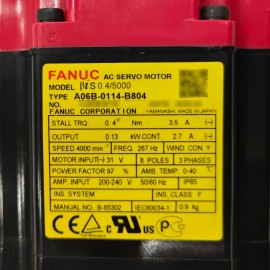 FANUC AC SERVO MOTOR
MODEL βiS 0.4/5000
TYPE A06B-0114-B804
NO.
FANUC CORPORATION YAMANASHI, MADE IN JAPAN
STALL TRQ. 0.4 Nm 3.5 A
OUTPUT 0.13 kW CONT. 2.7 A
SPEED 4000 min⁻¹ FREQ. 267 Hz WIND. CON. Y
MOTOR INPUT (~) 31 V 8 POLES 3 PHASES
POWER FACTOR 97 % AMB. TEMP. 0-40 °C
AMP. INPUT 200-240 V 50/60 Hz IP65
INS. SYSTEM INS. CLASS F
MANUAL NO. B-65302 IEC60034-1 0.9 kg
CE c UL US